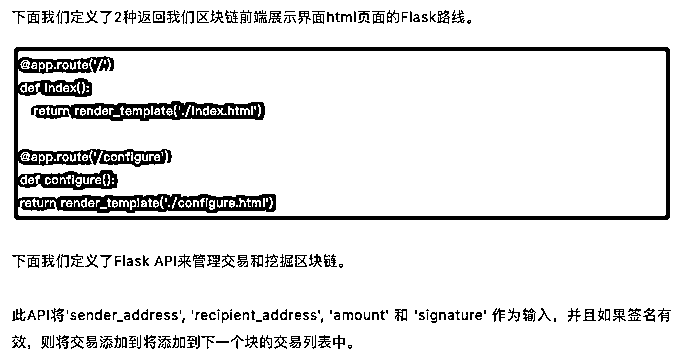 下面我们定义了2种返回我们区块链前端展示界面html页面的Flask路线。
@app.route('/')
def index():
return render_template('./index.html')
@app.route('/configure')
def configure():
return render_template('./configure.html')
下面我们定义了Flask API来管理交易和挖掘区块链。
此API将'sender_address', 'recipient_address', 'amount' 和 'signature' 作为输入，并且如果签名有
效，则将交易添加到将添加到下一个块的交易列表中。